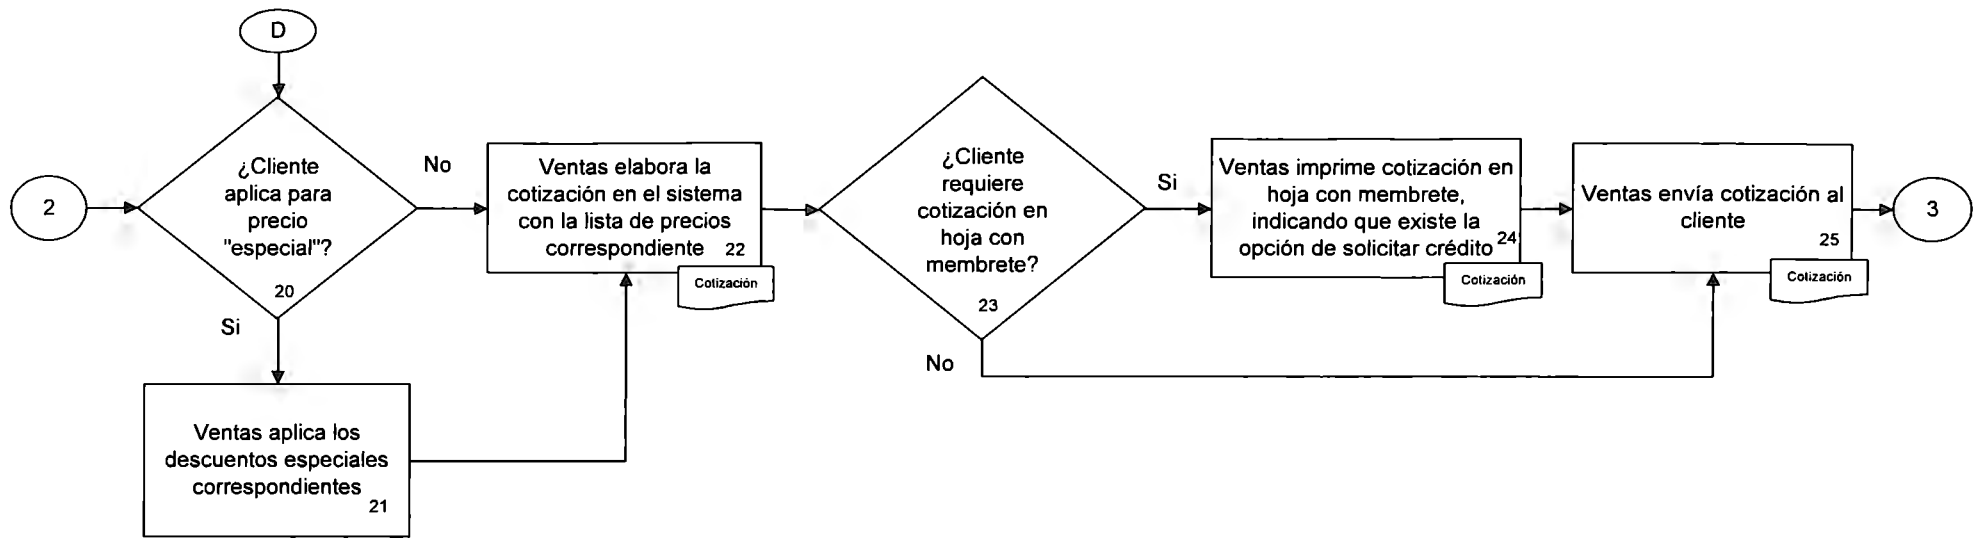 D
2
¿Cliente
aplica para
precio
"especial"?
20
No
Si
Ventas aplica los
descuentos especiales
correspondientes
21
Ventas elabora la
cotización en el sistema
con la lista de precios
correspondiente
22
Cotización
¿Cliente
requiere
cotización en
hoja con
membrete?
23
Si
No
Ventas imprime cotización en
hoja con membrete,
indicando que existe la
opción de solicitar crédito
24
Cotización
Ventas envía cotización al
cliente
25
Cotización
3